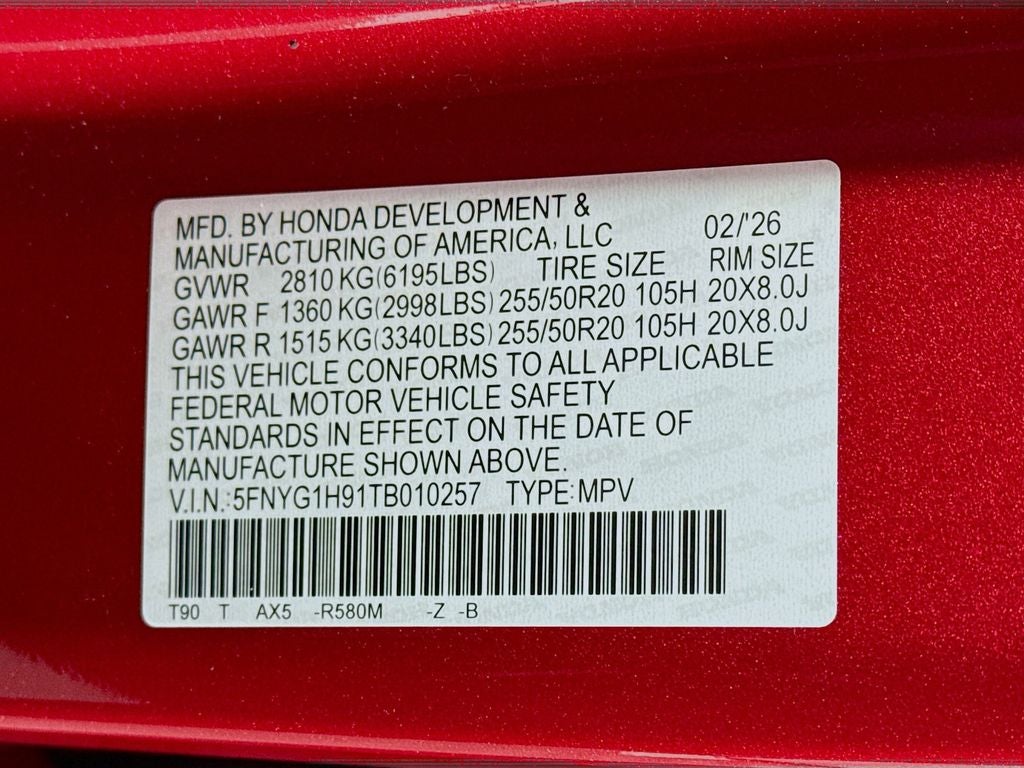 MFD. BY HONDA DEVELOPMENT &
MANUFACTURING OF AMERICA, LLC 02/'26
GVWR 2810 KG(6195LBS) TIRE SIZE RIM SIZE
GAWR F 1360 KG(2998LBS) 255/50R20 105H 20X8.0J
GAWR R 1515 KG(3340LBS) 255/50R20 105H 20X8.0J
THIS VEHICLE CONFORMS TO ALL APPLICABLE
FEDERAL MOTOR VEHICLE SAFETY
STANDARDS IN EFFECT ON THE DATE OF
MANUFACTURE SHOWN ABOVE.
V.I.N.:5FNYG1H91TB010257 TYPE:MPV
T90 T AX5 -R580M -Z -B